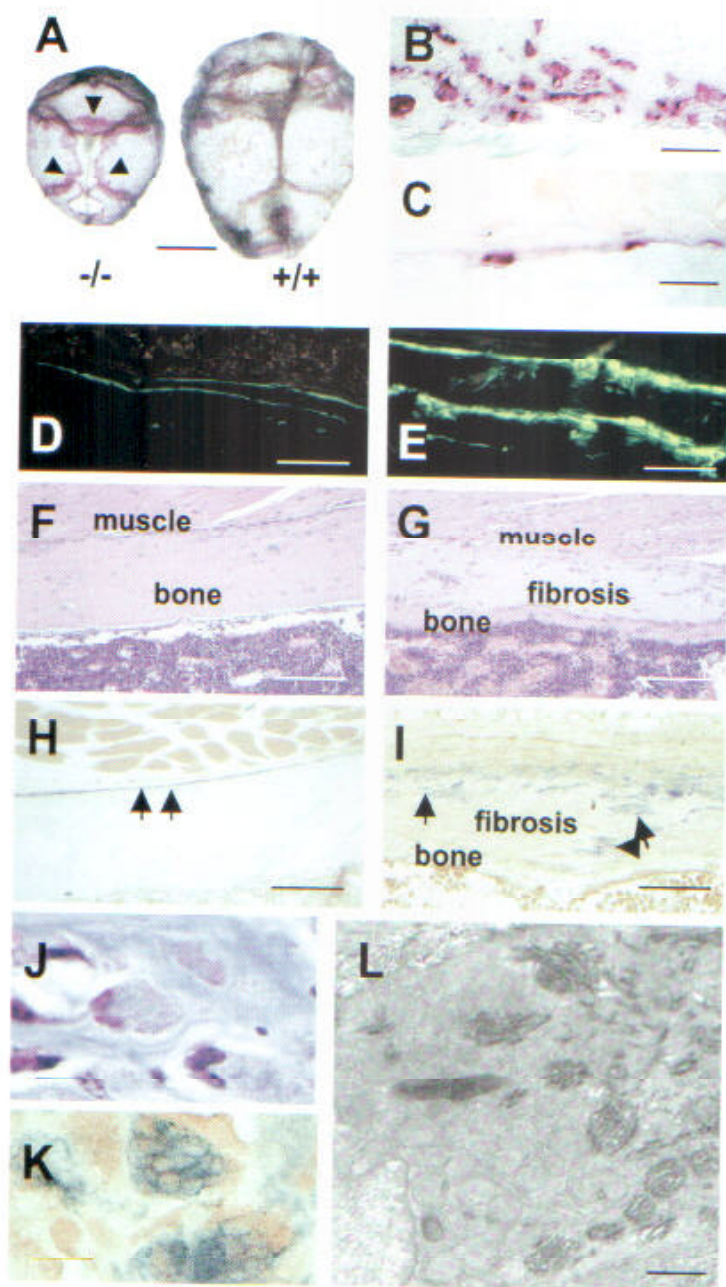 A
B
C
-/- +/+
D
E
F
muscle
bone
G
muscle
fibrosis
bone
H
I
fibrosis
bone
J
K
L